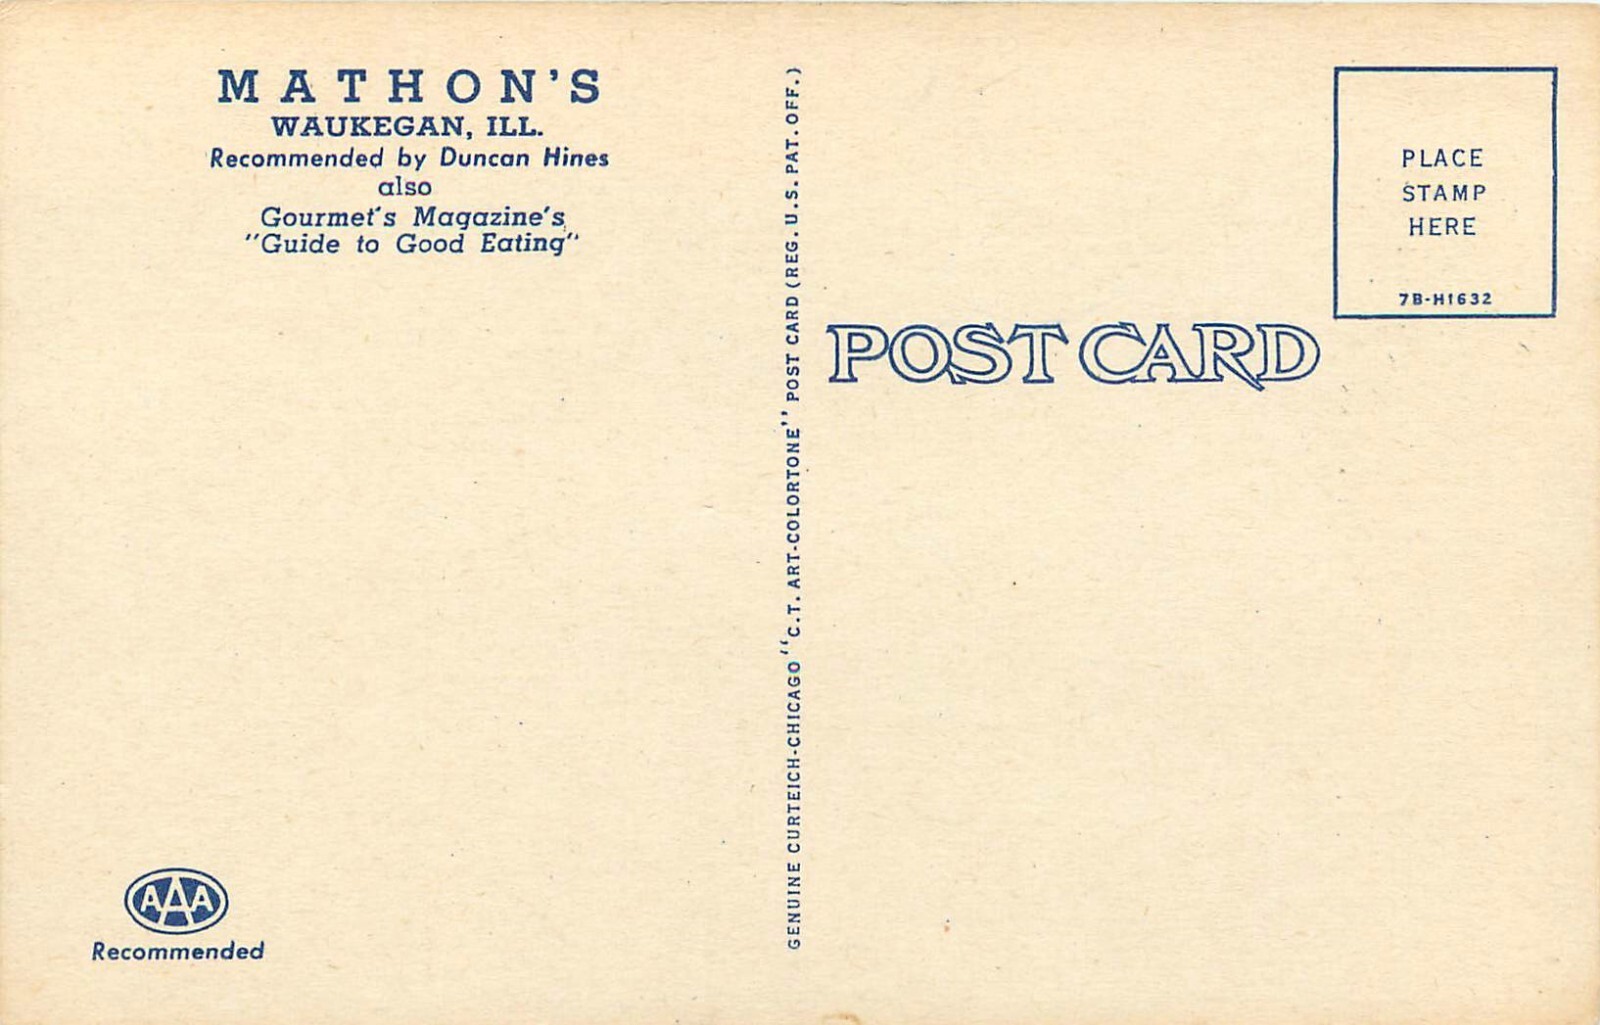 MATHON'S
WAUKEGAN, ILL.
Recommended by Duncan Hines
also
Gourmet's Magazine's
"Guide to Good Eating"
AAA
Recommended
GENUINE CURTEICH-CHICAGO "C.T. ART-COLORTONE" POST CARD (REG. U.S. PAT. OFF.)
POST CARD
PLACE
STAMP
HERE
7B-H1632